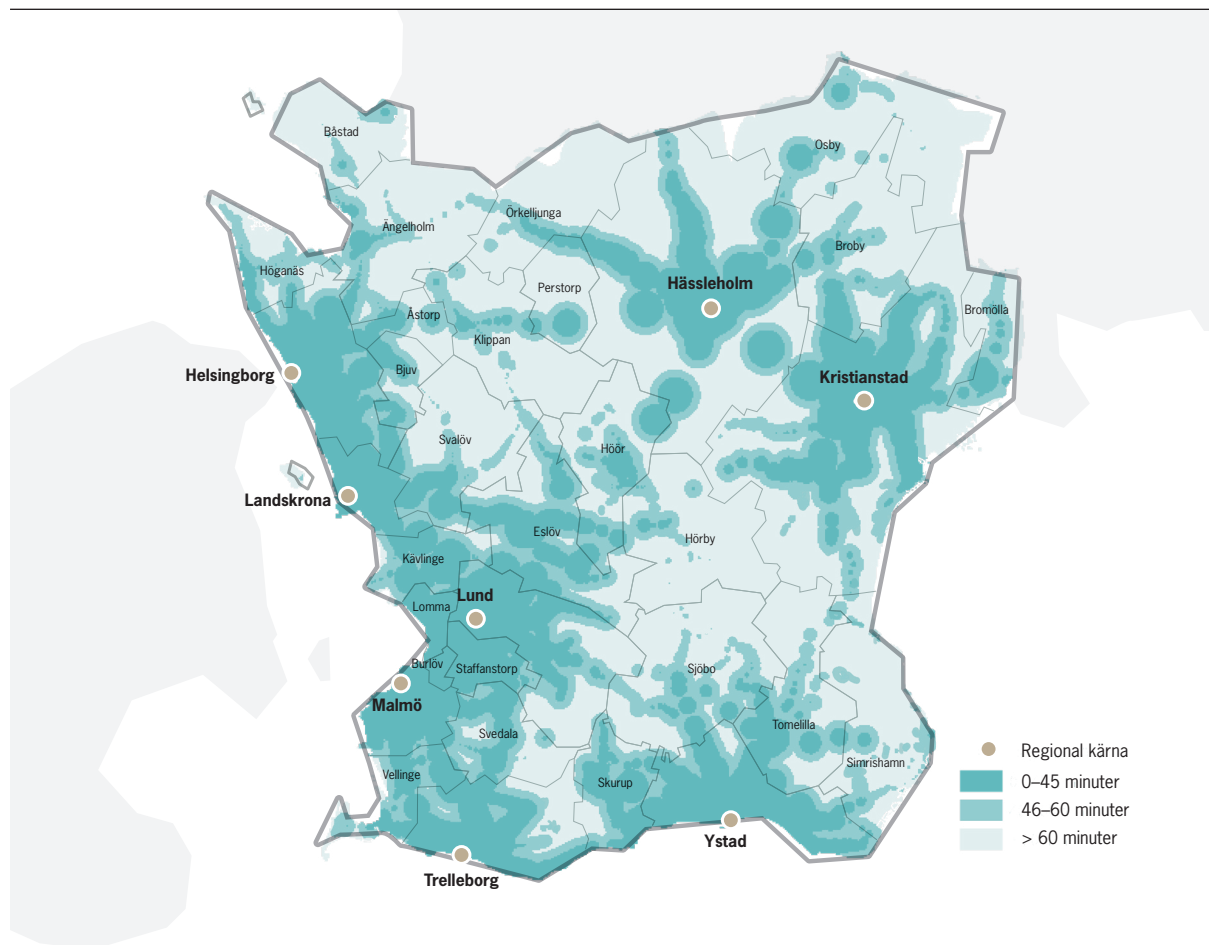 Båstad
Osby
Örkelljunga
Ängelholm
Broby
Höganäs
Hässleholm
Perstorp
Bromölla
Åstorp
Klippan
Helsingborg
Bjuv
Kristianstad
Svalöv
Höör
Landskrona
Eslöv
Hörby
Kävlinge
Lund
Lomma
Burlöv
Staffanstorp
Sjöbo
Malmö
Tomelilla
Svedala
Simrishamn
Vellinge
Skurup
Ystad
Trelleborg
Regional kärna
0–45 minuter
46–60 minuter
> 60 minuter